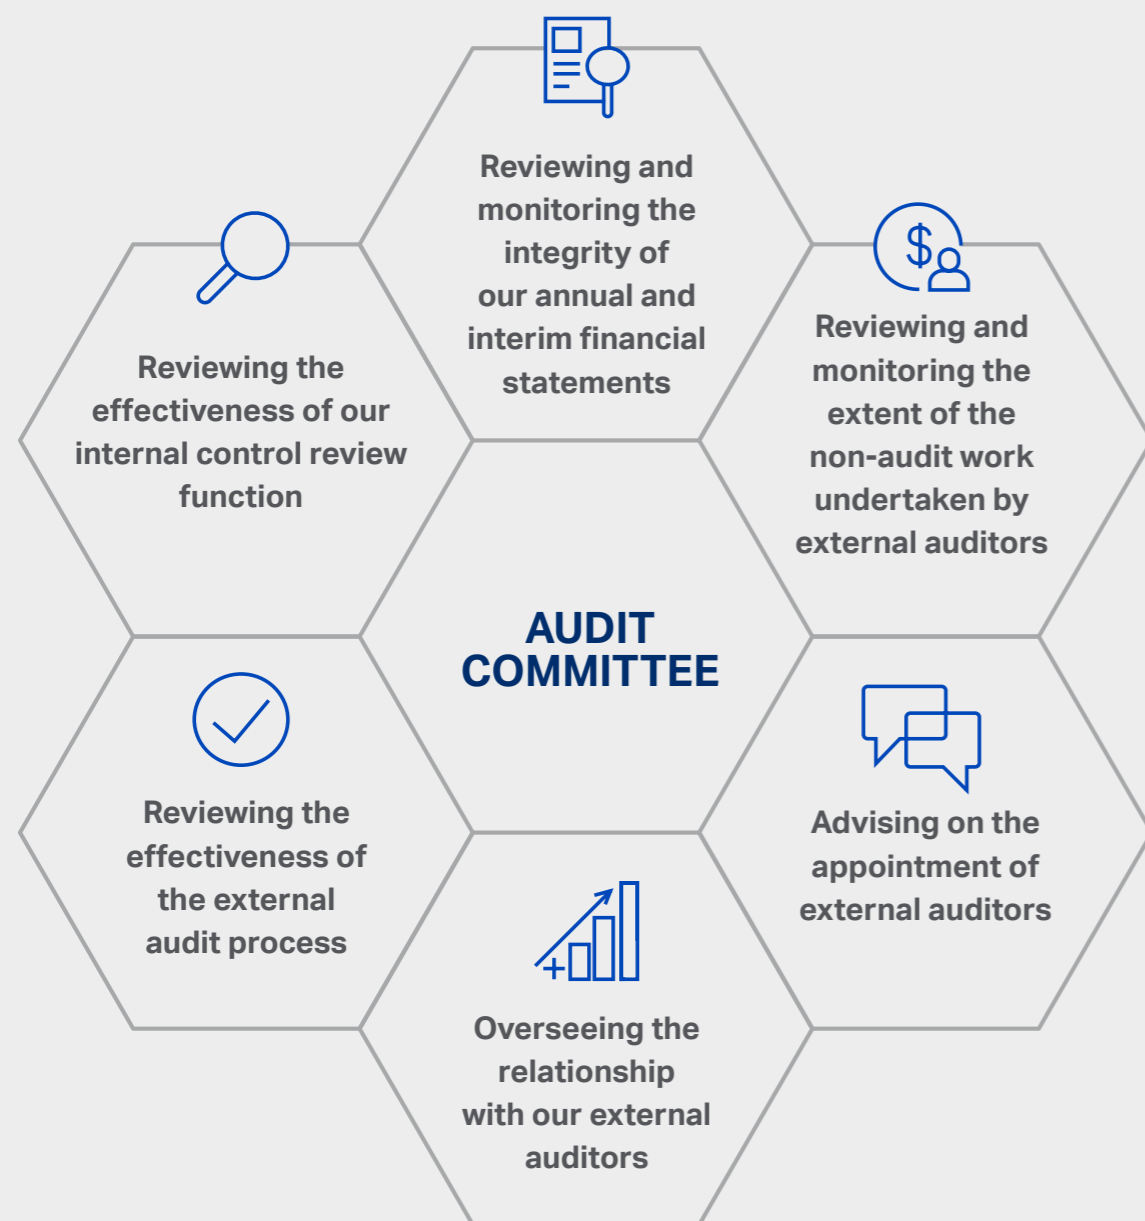 Reviewing and
monitoring the
integrity of
our annual and
interim financial
statements
Reviewing and
monitoring the
extent of the
non-audit work
undertaken by
external auditors
Reviewing the
effectiveness of our
internal control review
function
AUDIT
COMMITTEE
Reviewing the
effectiveness of
the external
audit process
Advising on the
appointment of
external auditors
Overseeing the
relationship
with our external
auditors